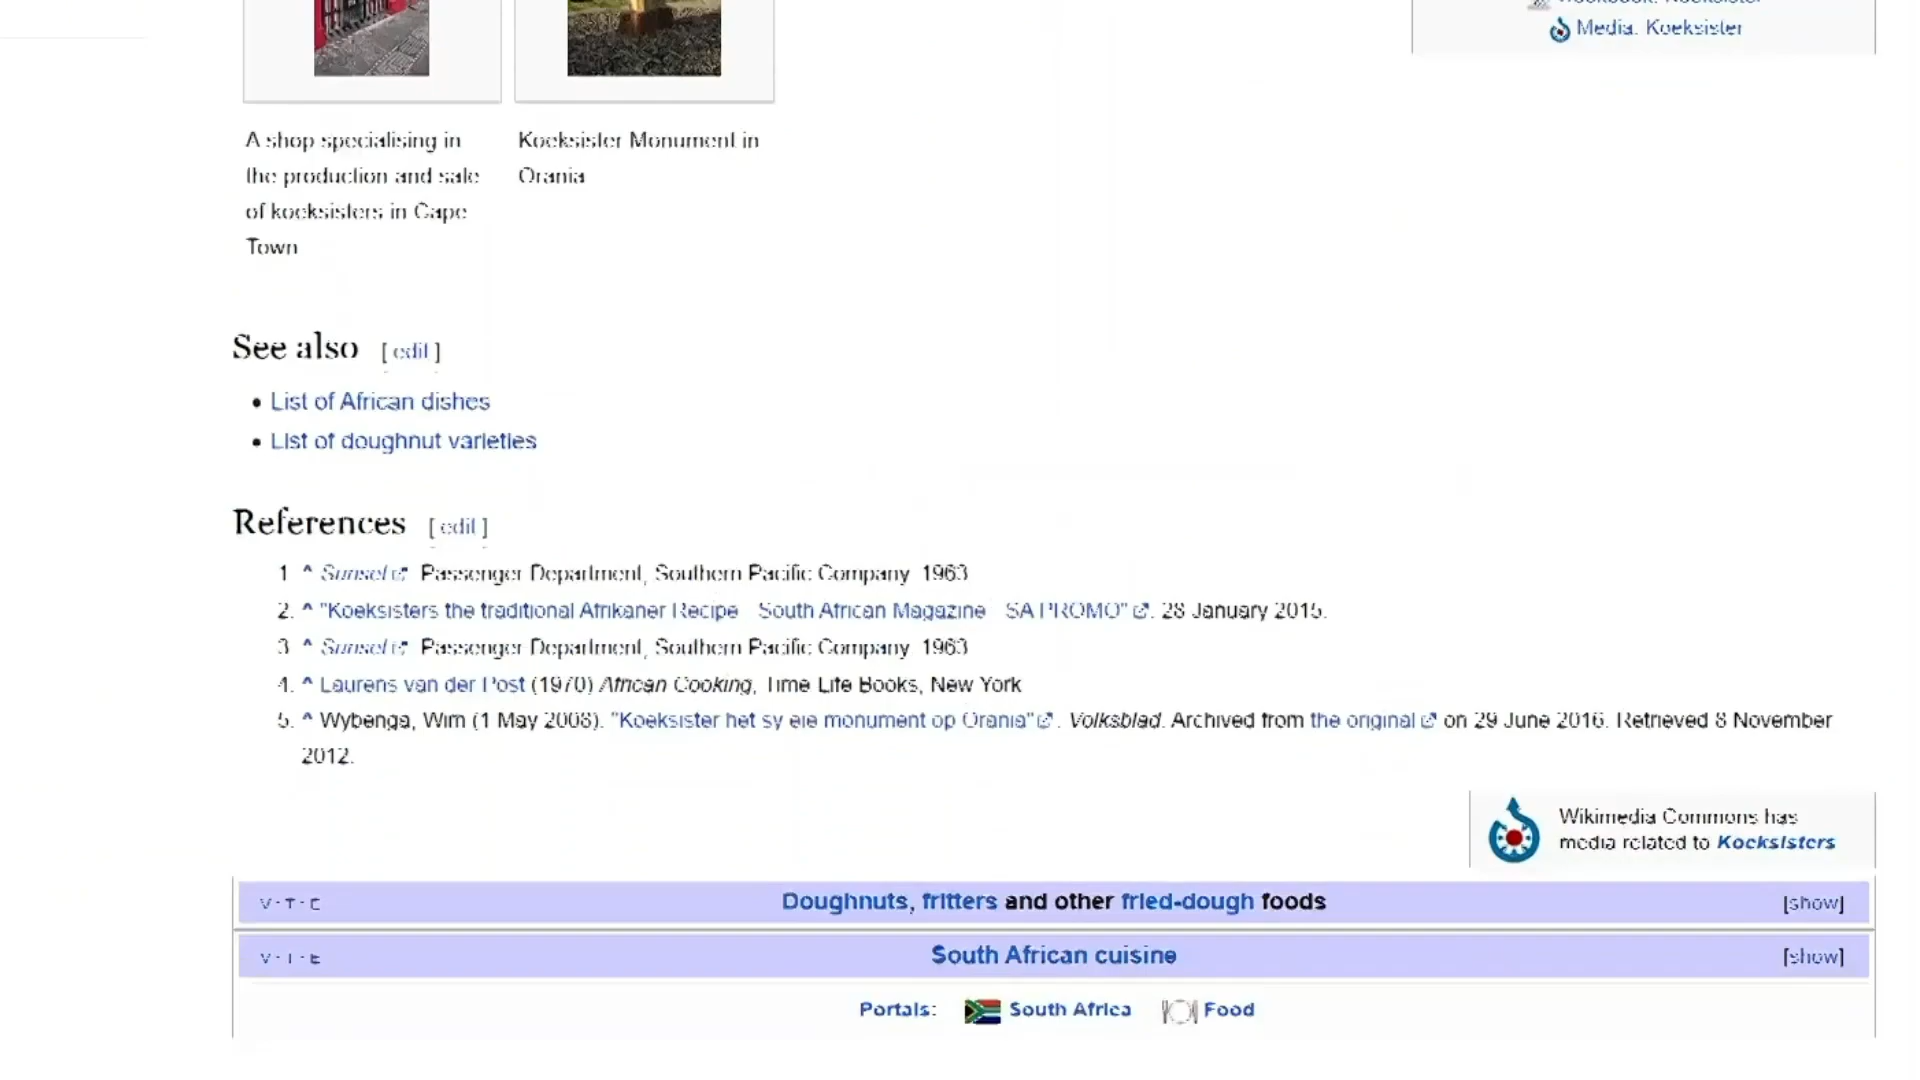 Media: Koeksister
A shop specialising in
the production and sale
of koeksisters in Cape
Town
Koeksister Monument in
Orania
See also [ edit ]
• List of African dishes
• List of doughnut varieties
References [ edit ]
1. ^ Sunset. Passenger Department, Southern Pacific Company. 1963.
2. ^ "Koeksisters the traditional Afrikaner Recipe - South African Magazine - SA PROMO". 28 January 2015.
3. ^ Sunset. Passenger Department, Southern Pacific Company. 1963.
4. ^ Laurens van der Post (1970) African Cooking, Time Life Books, New York
5. ^ Wybenga, Wim (1 May 2008). "Koeksister het sy eie monument op Orania". Volksblad. Archived from the original on 29 June 2016. Retrieved 8 November
2012.
Wikimedia Commons has
media related to Koeksisters
V · T · E Doughnuts, fritters and other fried-dough foods [show]
V · T · E South African cuisine [show]
Portals: South Africa Food